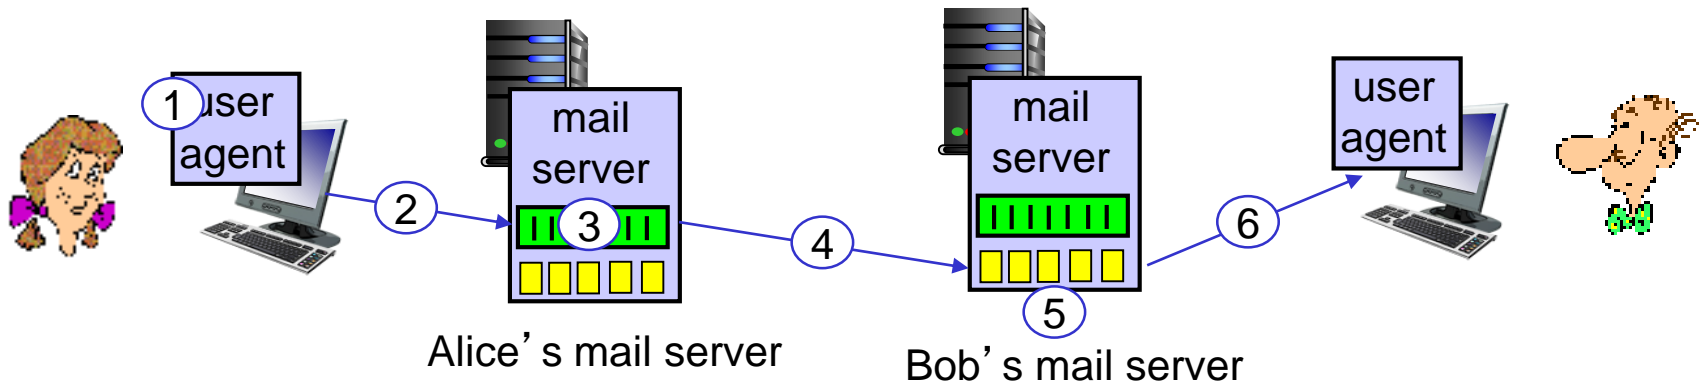 1
user
agent
2
mail
server
3
Alice’s mail server
4
mail
server
5
Bob’s mail server
6
user
agent